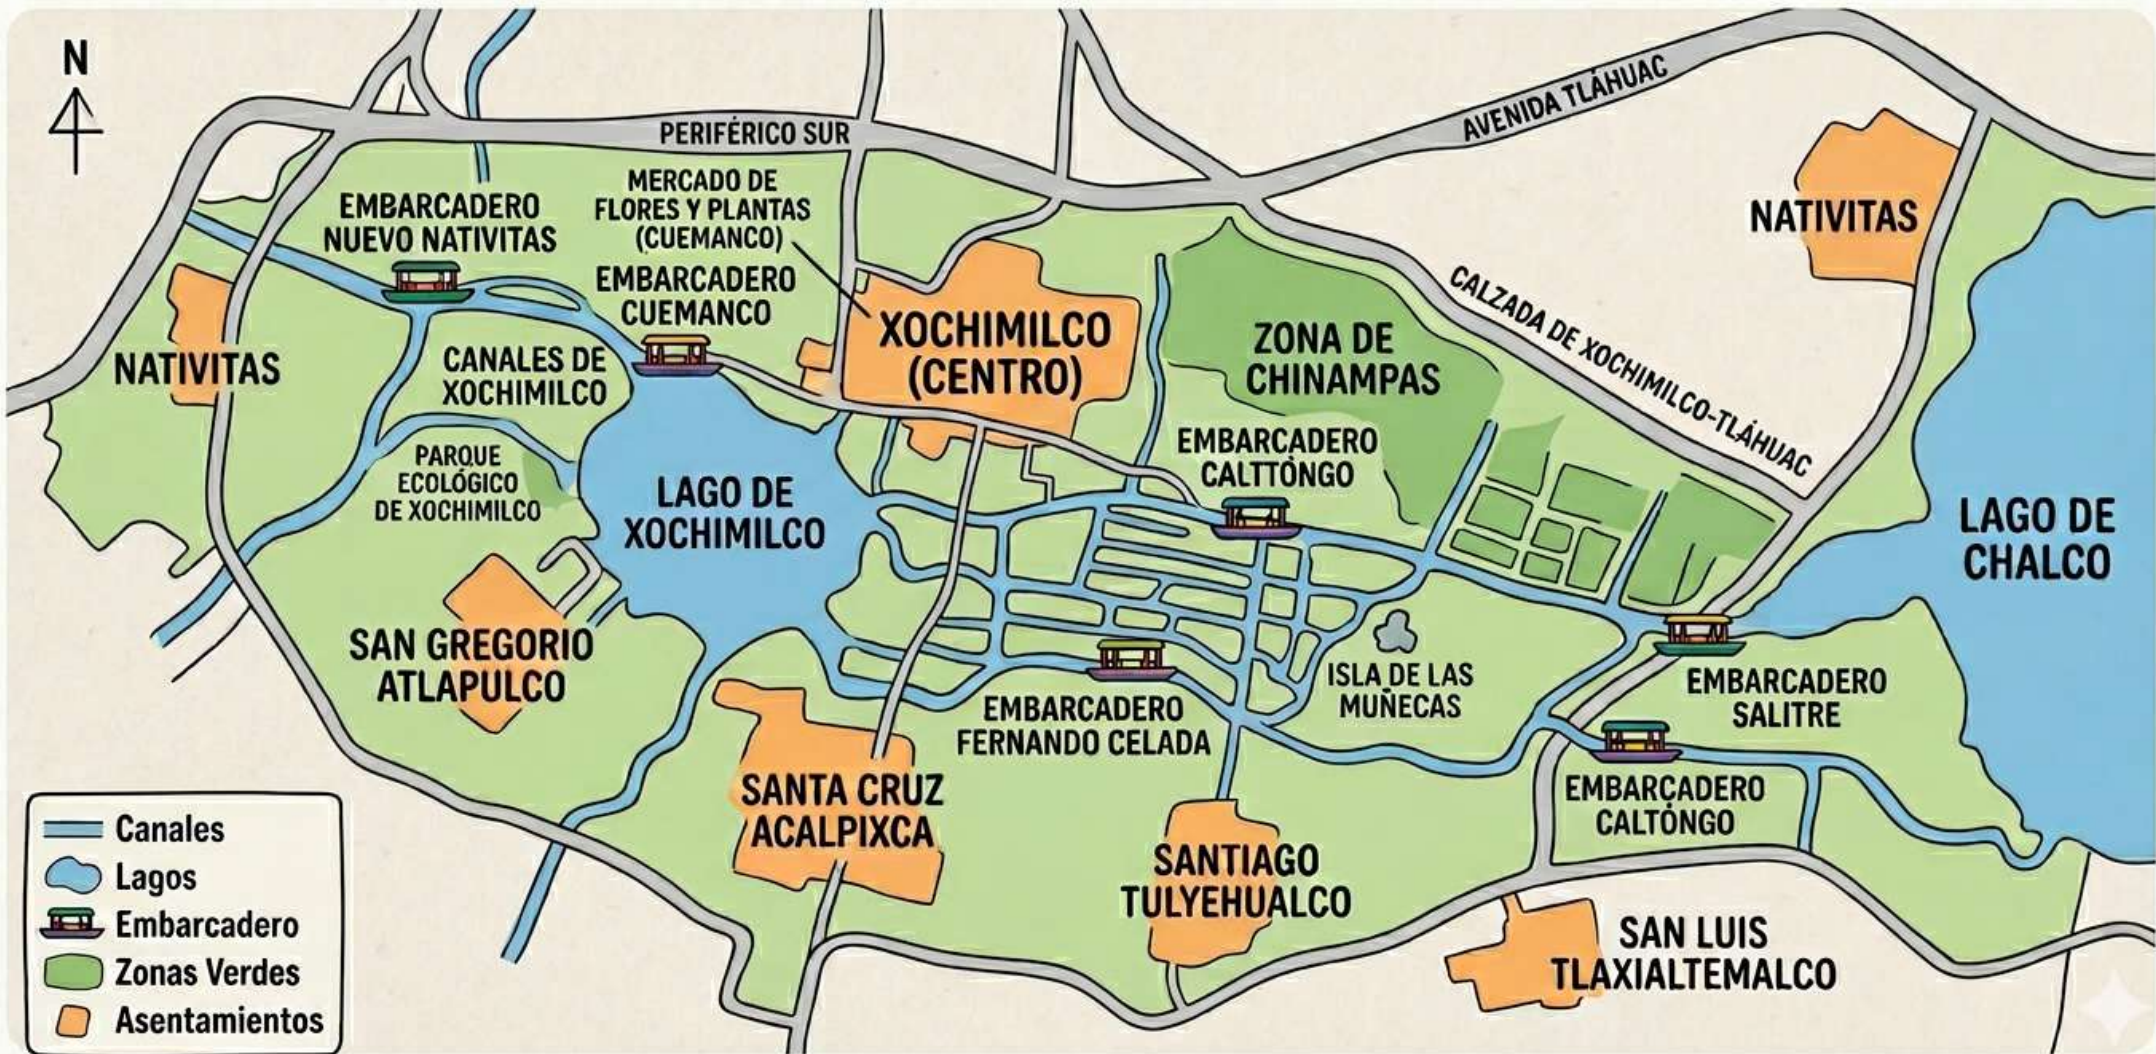 N
PERIFÉRICO SUR
AVENIDA TLÁHUAC
EMBARCADERO
NUEVO NATIVITAS
MERCADO DE
FLORES Y PLANTAS
(CUEMANCO)
EMBARCADERO
CUEMANCO
NATIVITAS
NATIVITAS
CANALES DE
XOCHIMILCO
XOCHIMILCO
(CENTRO)
ZONA DE
CHINAMPAS
CALZADA DE XOCHIMILCO-TLÁHUAC
PARQUE
ECOLÓGICO
DE XOCHIMILCO
LAGO DE
XOCHIMILCO
EMBARCADERO
CALTTÓNGO
LAGO DE
CHALCO
SAN GREGORIO
ATLAPULCO
ISLA DE LAS
MUÑECAS
EMBARCADERO
SALITRE
EMBARCADERO
FERNANDO CELADA
SANTA CRUZ
ACALPIXCA
EMBARCADERO
CALTÓNGO
SANTIAGO
TULYEHUALCO
SAN LUIS
TLAXIALTEMALCO
Canales
Lagos
Embarcadero
Zonas Verdes
Asentamientos